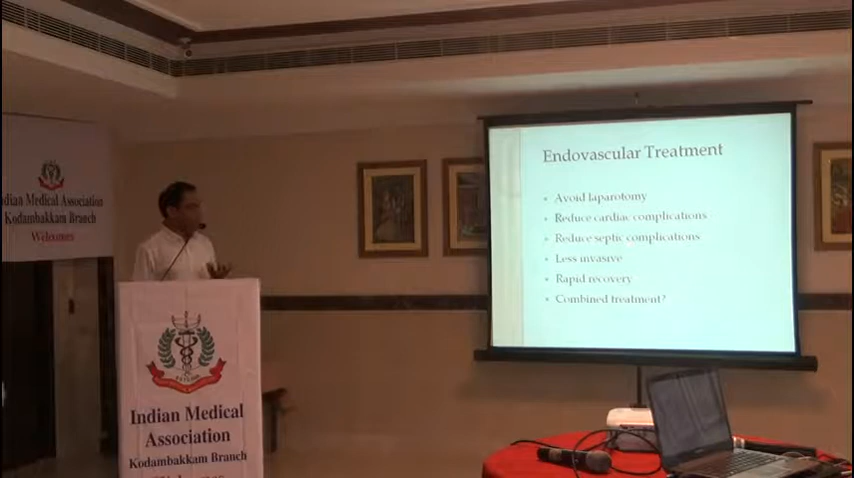 ndian Medical Association
Kodambakkam Branch
Welcomes
Endovascular Treatment
Avoid laparotomy
Reduce cardiac complications
Reduce septic complications
Less invasive
Rapid recovery
Combined treatment?
Indian Medical
Association
Kodambakkam Branch